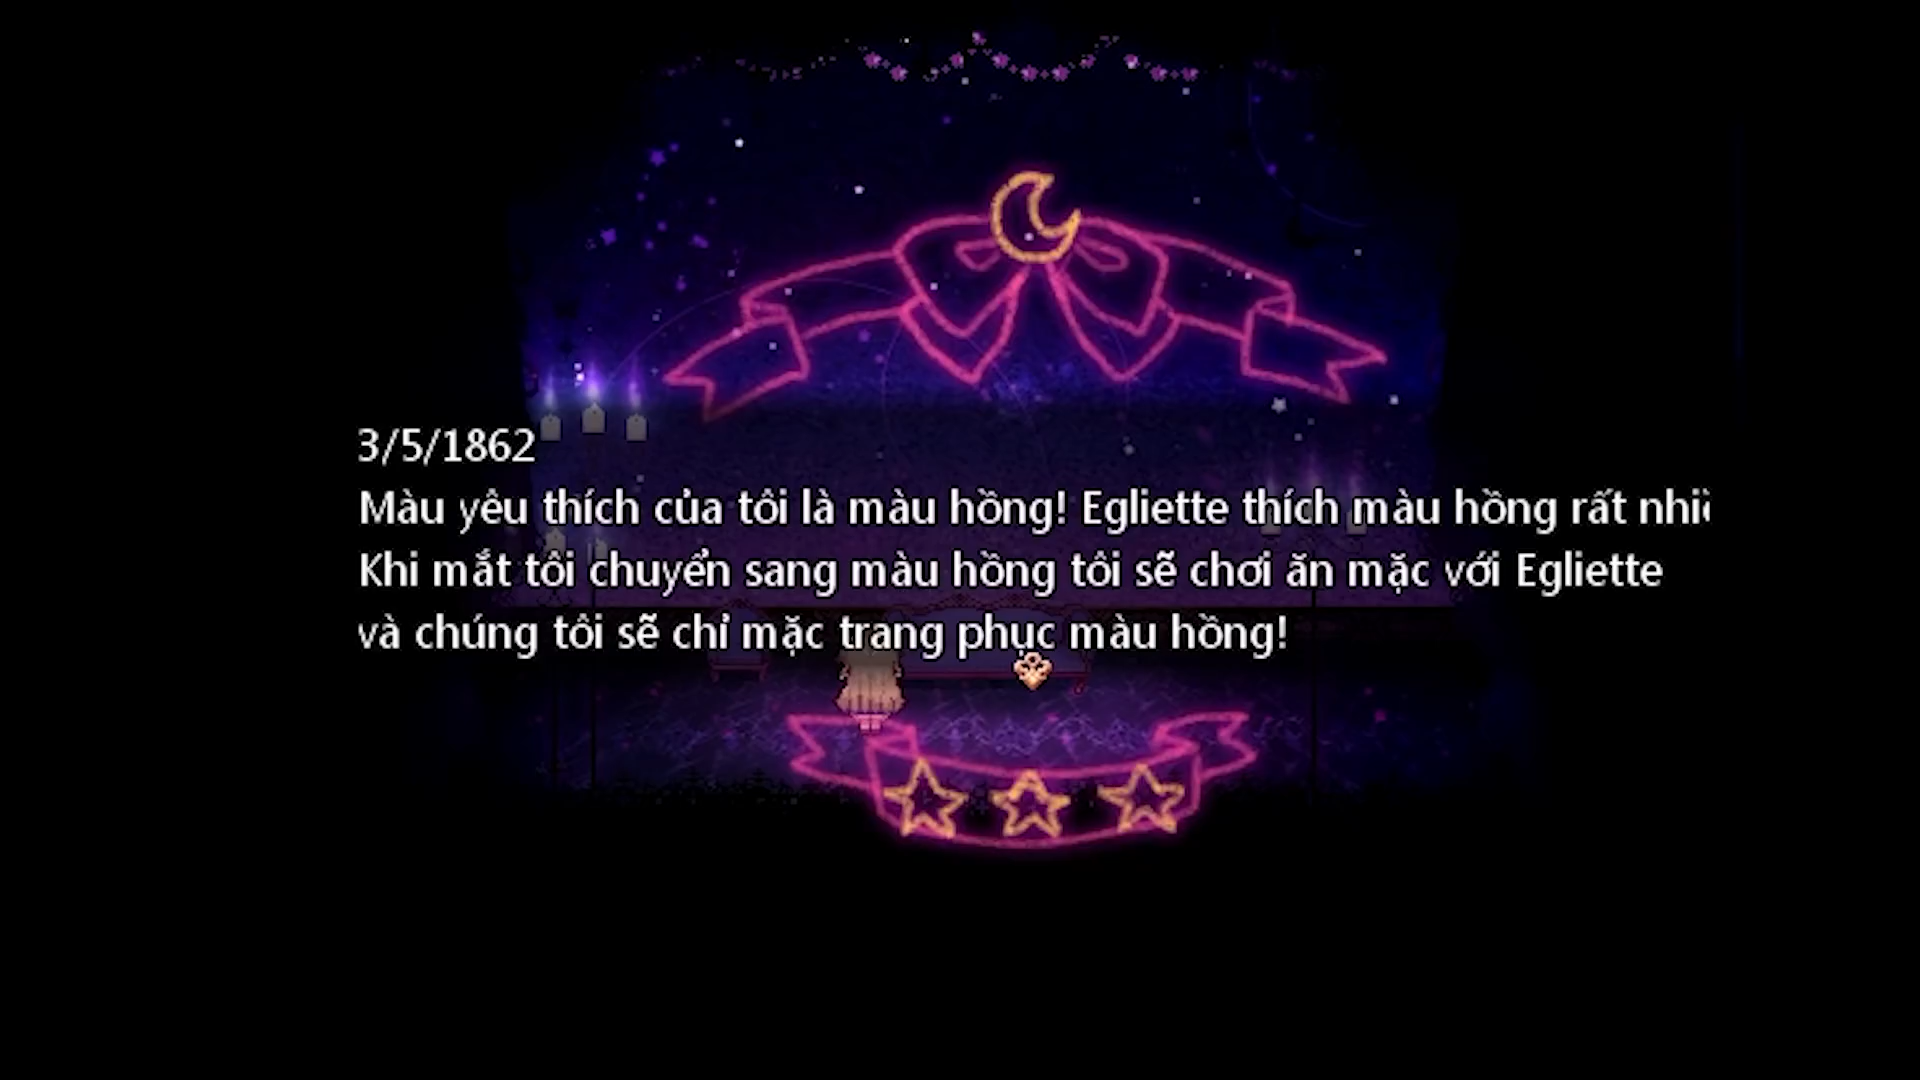 3/5/1862
Màu yêu thích của tôi là màu hồng! Egliette thích màu hồng rất
Khi mắt tôi chuyển sang màu hồng tôi sẽ chơi ăn mặc với Egliette
và chúng tôi sẽ chỉ mặc trang phục màu hồng!